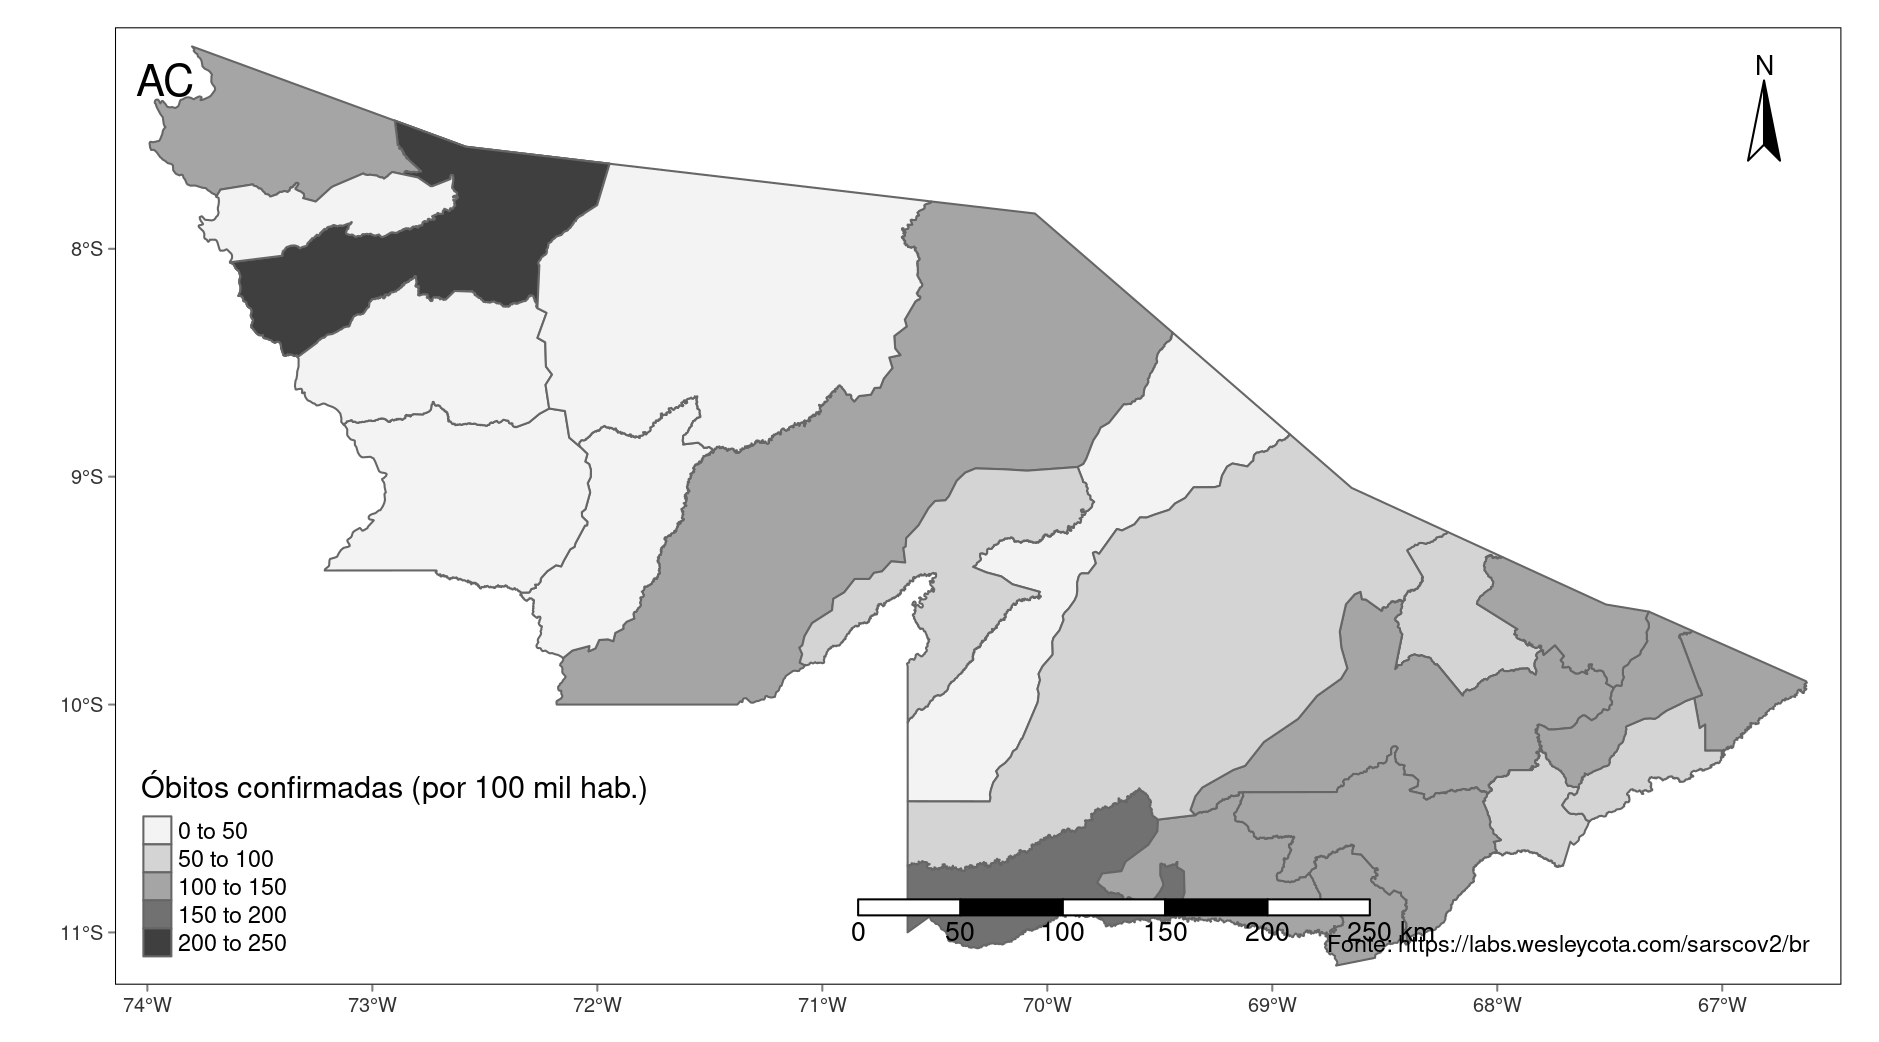 AC
N
8°S
9°S
10°S
11°S
Óbitos confirmadas (por 100 mil hab.)
0 to 50
50 to 100
100 to 150
150 to 200
200 to 250
0 50 100 150 200 250 km
Fonte: https://labs.wesleycota.com/sarscov2/br
74°W 73°W 72°W 71°W 70°W 69°W 68°W 67°W